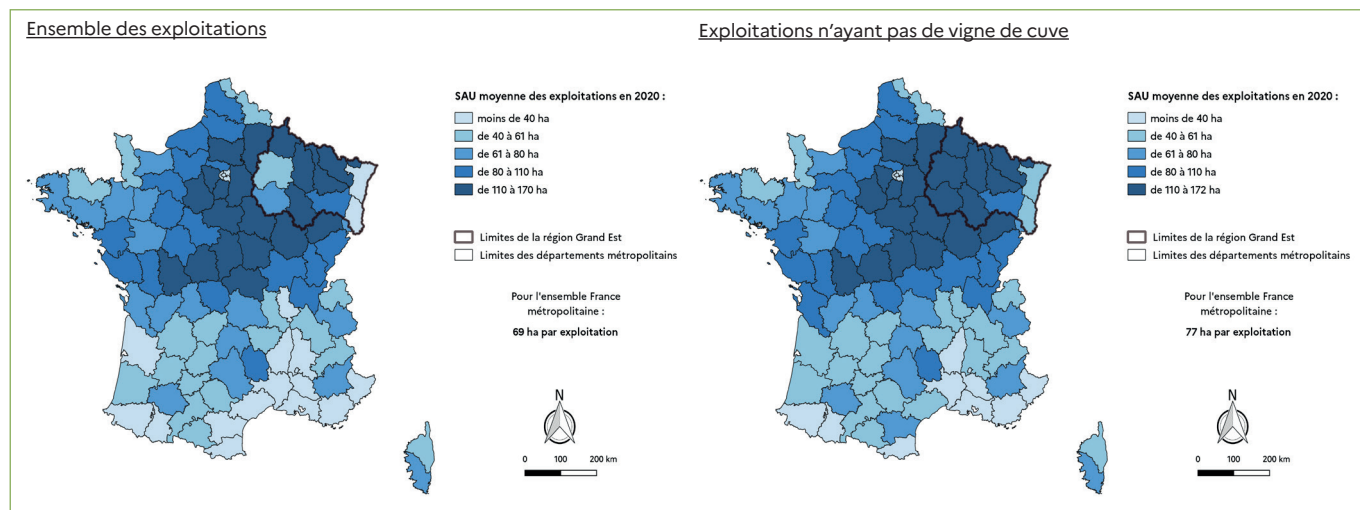 Ensemble des exploitations
SAU moyenne des exploitations en 2020 :
moins de 40 ha
de 40 à 61 ha
de 61 à 80 ha
de 80 à 110 ha
de 110 à 170 ha
Limites de la région Grand Est
Limites des départements métropolitains
Pour l'ensemble France
métropolitaine :
69 ha par exploitation
N
0 100 200 km
Exploitations n'ayant pas de vigne de cuve
SAU moyenne des exploitations en 2020 :
moins de 40 ha
de 40 à 61 ha
de 61 à 80 ha
de 80 à 110 ha
de 110 à 172 ha
Limites de la région Grand Est
Limites des départements métropolitains
Pour l'ensemble France
métropolitaine :
77 ha par exploitation
N
0 100 200 km